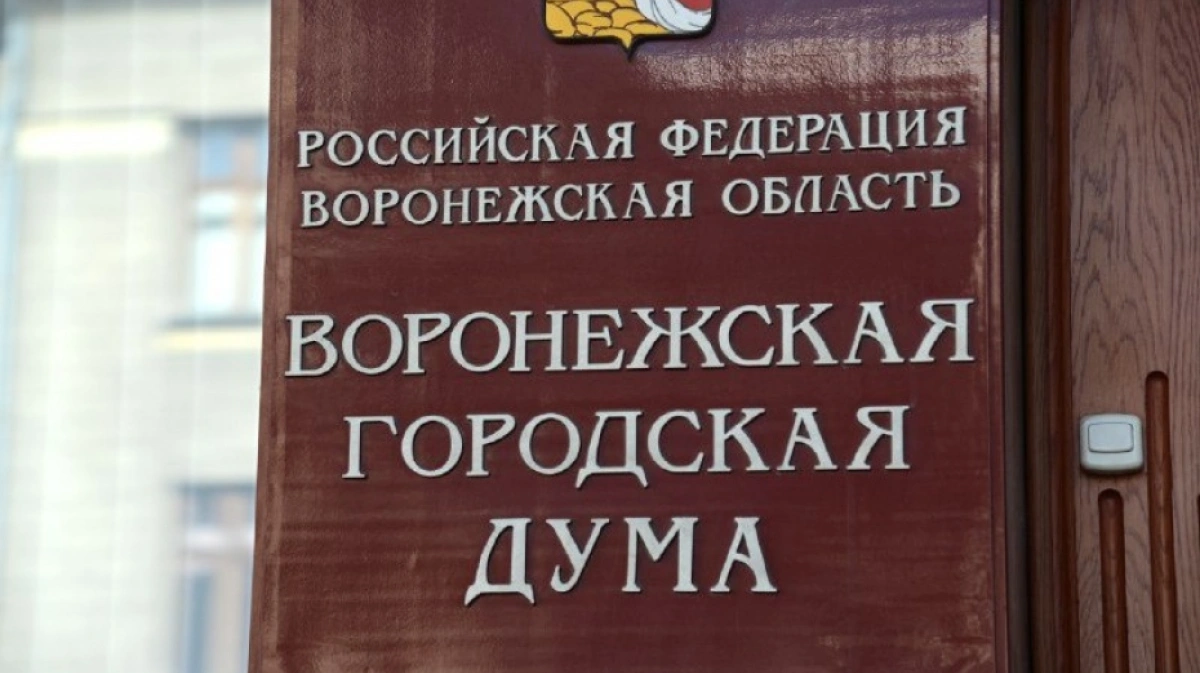 РОССИЙСКАЯ ФЕДЕРАЦИЯ
ВОРОНЕЖСКАЯ ОБЛАСТЬ
ВОРОНЕЖСКАЯ
ГОРОДСКАЯ
ДУМА